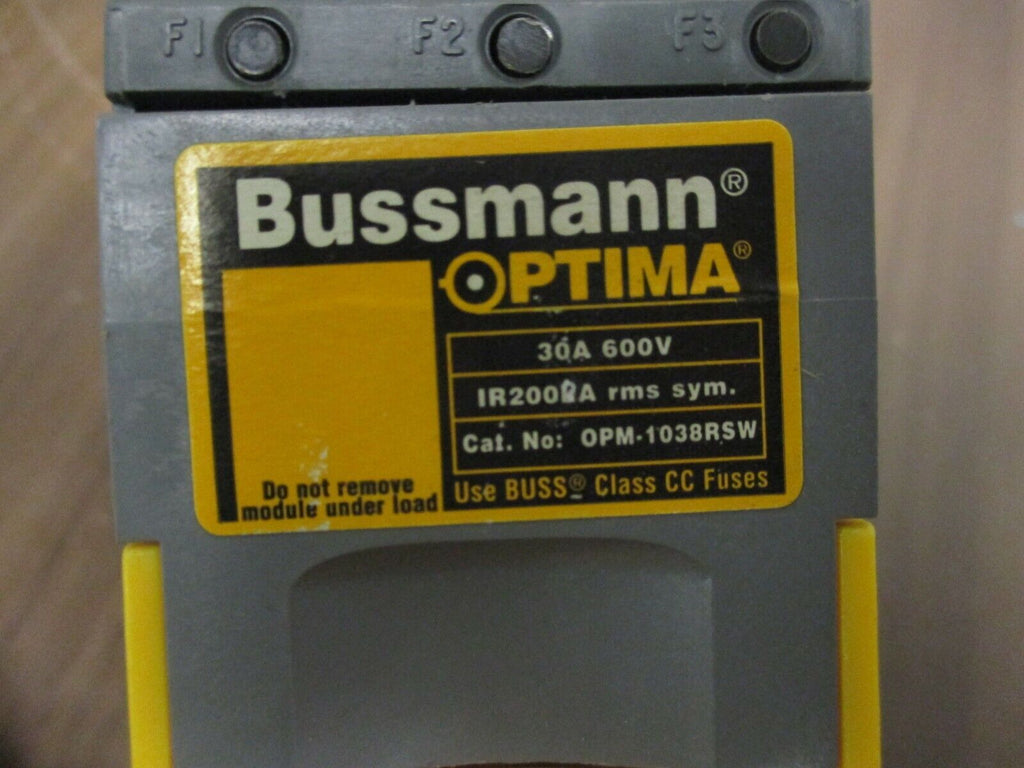 F1 F2 F3
Bussmann®
OPTIMA®
30A 600V
rms sym.
Cat. No: OPM-1038RSW
Do not remove
module under load
Use BUSS® Class CC Fuses